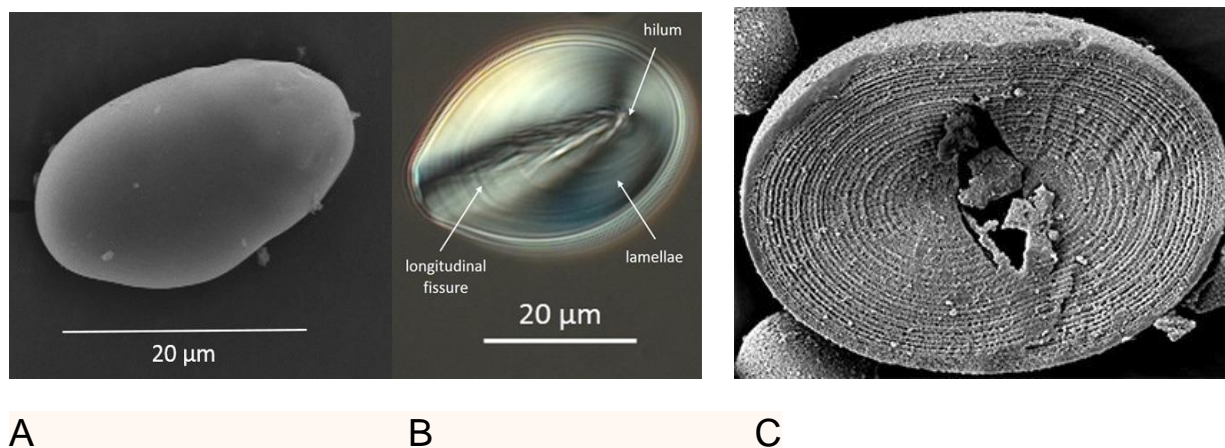 hilum
longitudinal
fissure
lamellae
20 μm
20 μm
A
B
C